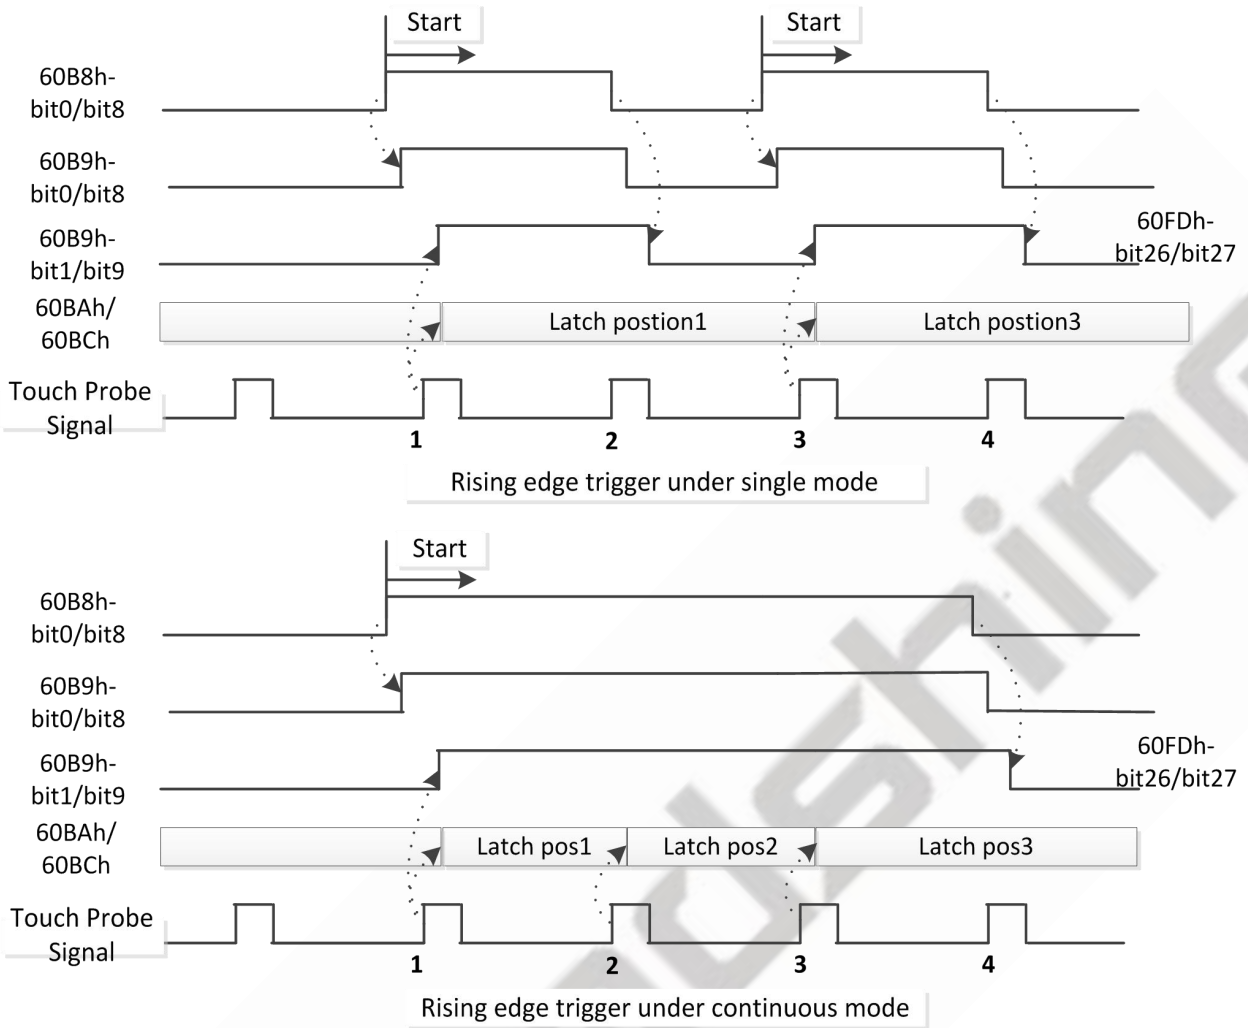 Start Start
60B8h-
bit0/bit8
60B9h-
bit0/bit8
60B9h-
bit1/bit9
60FDh-
bit26/bit27
60BAh/
60BCh
Latch postion1 Latch postion3
Touch Probe
Signal
1 2 3 4
Rising edge trigger under single mode
Start
60B8h-
bit0/bit8
60B9h-
bit0/bit8
60B9h-
bit1/bit9
60FDh-
bit26/bit27
60BAh/
60BCh
Latch pos1 Latch pos2 Latch pos3
Touch Probe
Signal
1 2 3 4
Rising edge trigger under continuous mode